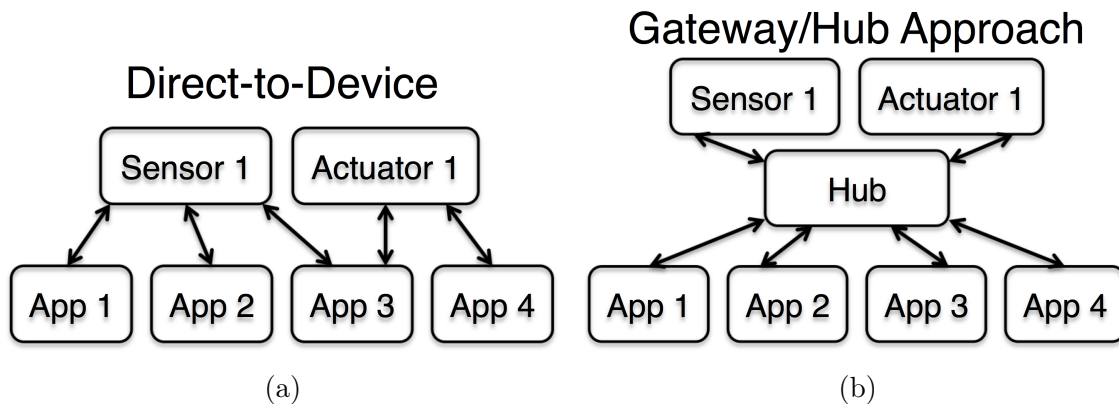 Direct-to-Device
Sensor 1
Actuator 1
App 1
App 2
App 3
App 4
(a)
Gateway/Hub Approach
Sensor 1
Actuator 1
Hub
App 1
App 2
App 3
App 4
(b)